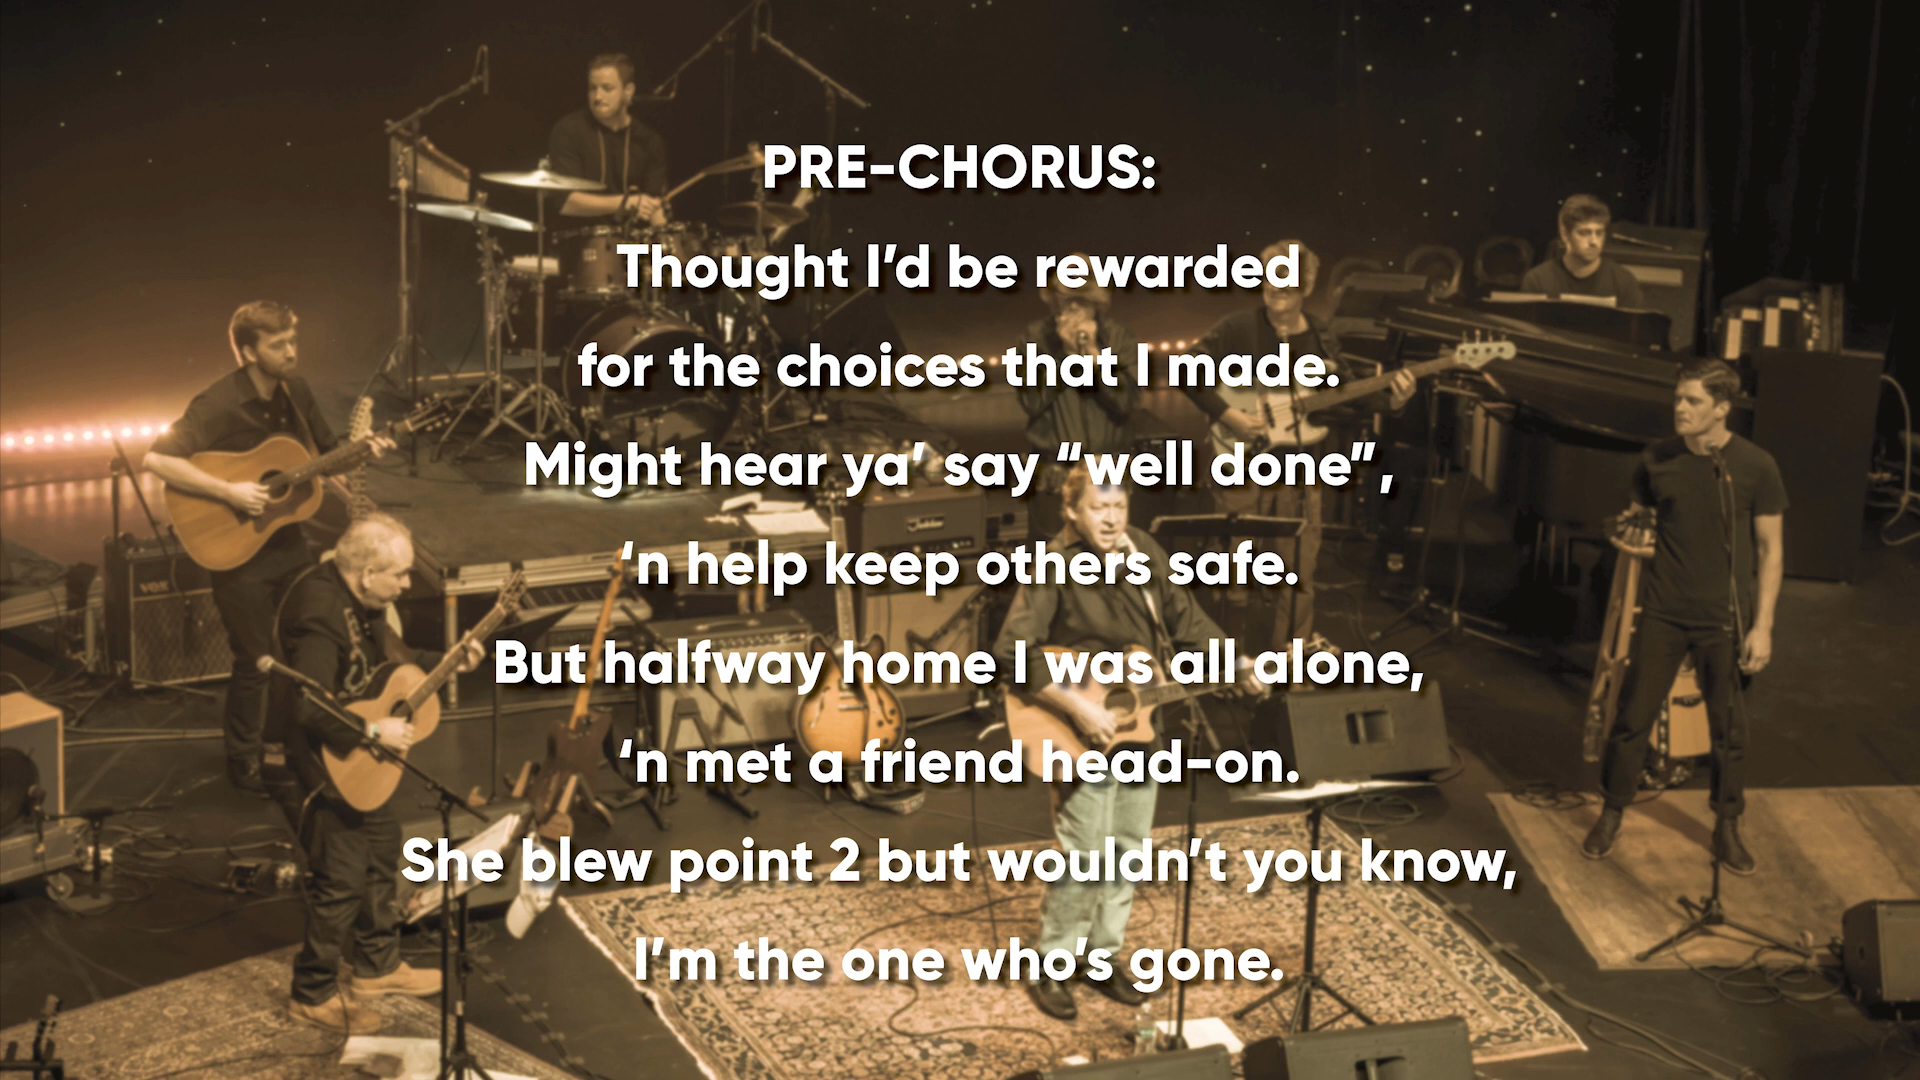 PRE-CHORUS:
Thought I’d be rewarded
for the choices that I made.
Might hear ya’ say “well done”,
‘n help keep others safe.
But halfway home I was all alone,
‘n met a friend head-on.
She blew point 2 but wouldn’t you know,
I’m the one who’s gone.
VOX